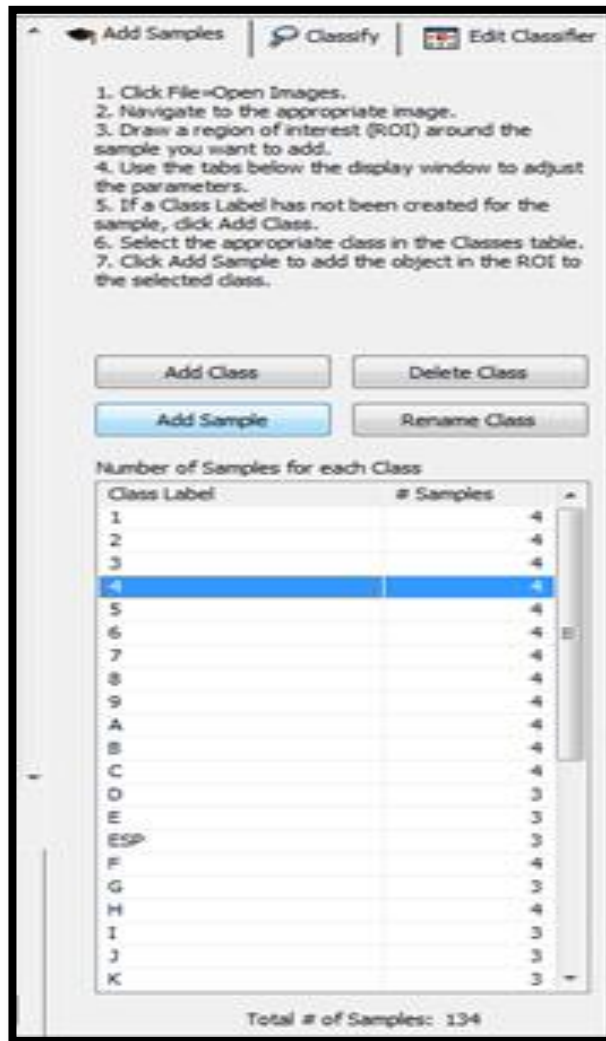 Add Samples Classify Edit Classifier
1. Click File=Open Images.
2. Navigate to the appropriate image.
3. Draw a region of interest (ROI) around the
sample you want to add.
4. Use the tabs below the display window to adjust
the parameters.
5. If a Class Label has not been created for the
sample, click Add Class.
6. Select the appropriate class in the Classes table.
7. Click Add Sample to add the object in the ROI to
the selected class.
Add Class Delete Class
Add Sample Rename Class
Number of Samples for each Class
Class Label # Samples
1 4
2 4
3 4
4 4
5 4
6 4
7 4
8 4
9 4
A 4
B 4
C 4
D 3
E 3
ESP 3
F 4
G 3
H 4
I 3
J 3
K 3
Total # of Samples: 134